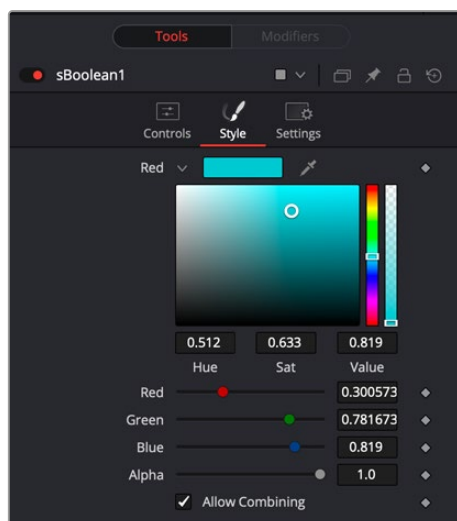 Tools Modifiers
sBoolean1
Controls Style Settings
Red
0.512 0.633 0.819
Hue Sat Value
Red 0.300573
Green 0.781673
Blue 0.819
Alpha 1.0
Allow Combining